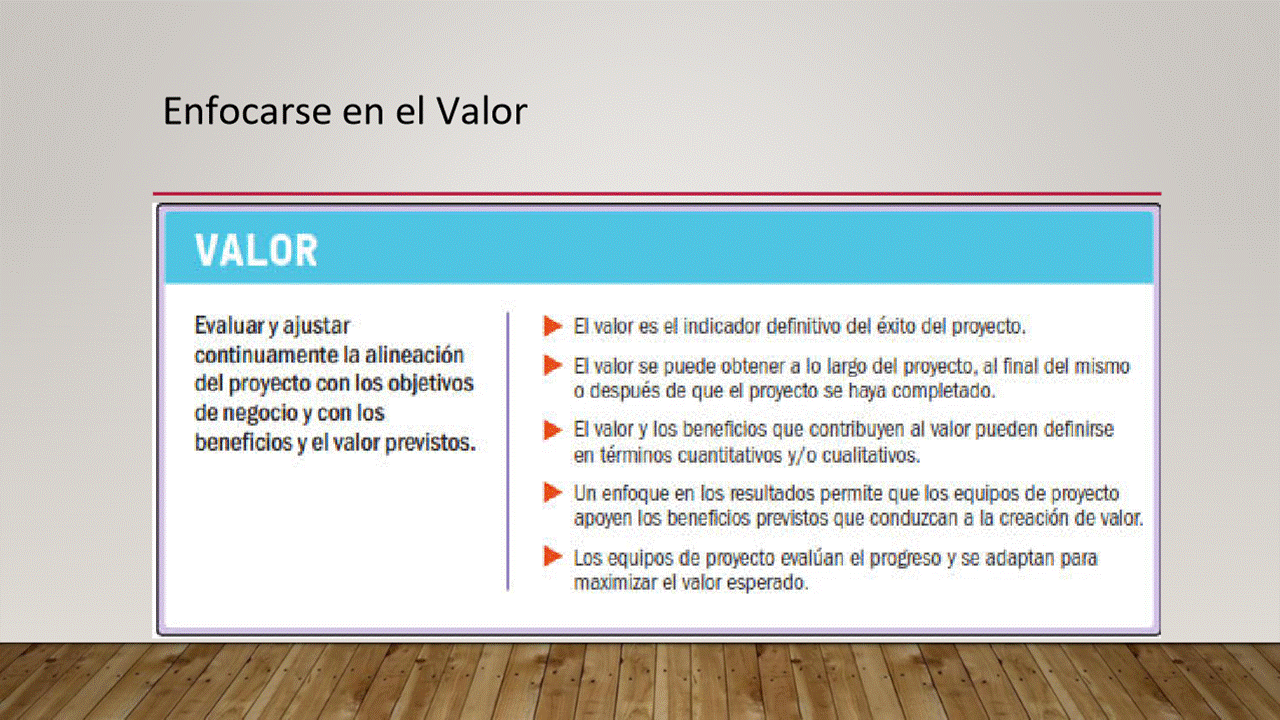 Enfocarse en el Valor
VALOR
Evaluar y ajustar
continuamente la alineación
del proyecto con los objetivos
de negocio y con los
beneficios y el valor previstos.
El valor es el indicador definitivo del éxito del proyecto.
El valor se puede obtener a lo largo del proyecto, al final del mismo
o después de que el proyecto se haya completado.
El valor y los beneficios que contribuyen al valor pueden definirse
en términos cuantitativos y/o cualitativos.
Un enfoque en los resultados permite que los equipos de proyecto
apoyen los beneficios previstos que conduzcan a la creación de valor.
Los equipos de proyecto evalúan el progreso y se adaptan para
maximizar el valor esperado.